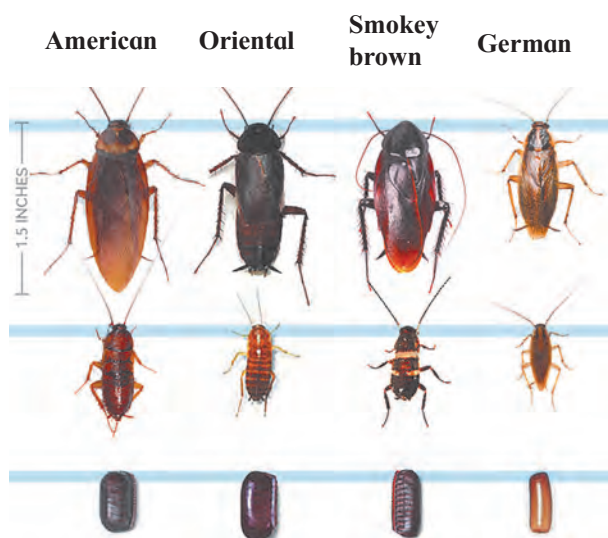 American
Oriental
Smokey
brown
German
1.5 INCHES